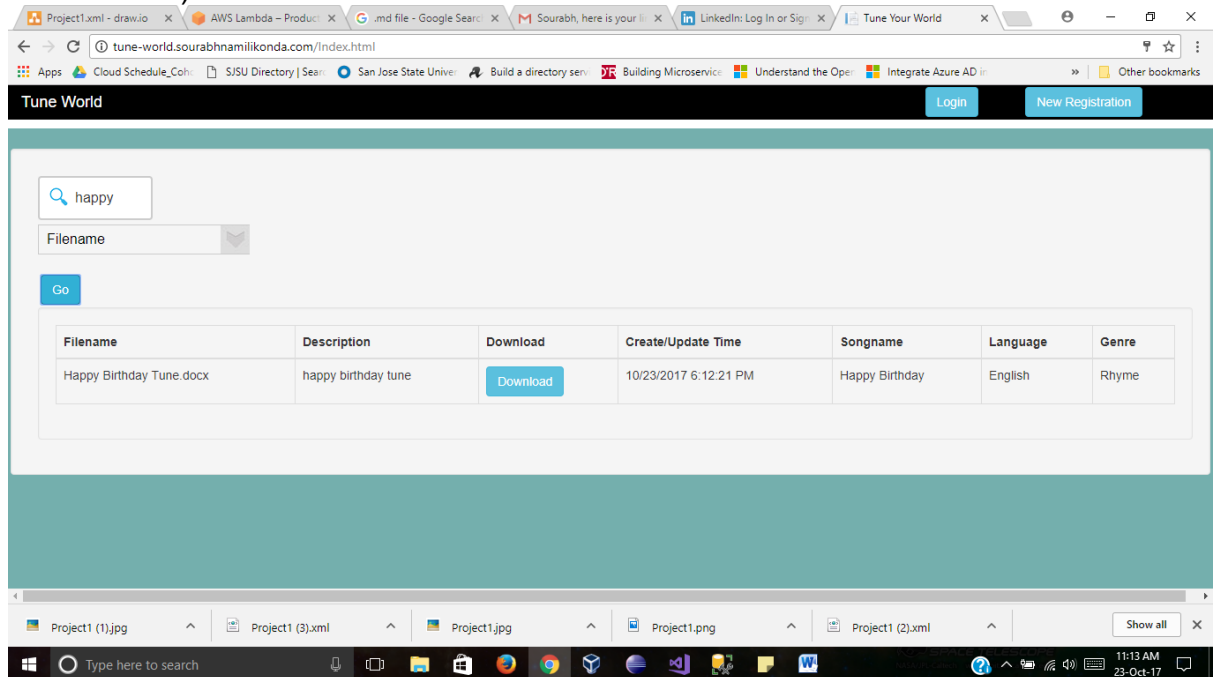 Project1.xml - draw.io
AWS Lambda – Product
.md file - Google Search
Sourabh, here is your li
LinkedIn: Log In or Sign
Tune Your World
tune-world.sourabhnamilikonda.com/Index.html
Apps
Cloud Schedule_Coho
SJSU Directory | Sear
San Jose State Univer
Build a directory serv
Building Microservice
Understand the Oper
Integrate Azure AD in
»
Other bookmarks
Tune World
Login
New Registration
happy
Filename
Go
Filename Description Download Create/Update Time Songname Language Genre
Happy Birthday Tune.docx happy birthday tune Download 10/23/2017 6:12:21 PM Happy Birthday English Rhyme
Project1 (1).jpg
Project1 (3).xml
Project1.jpg
Project1.png
Project1 (2).xml
Show all
Type here to search
11:13 AM
23-Oct-17